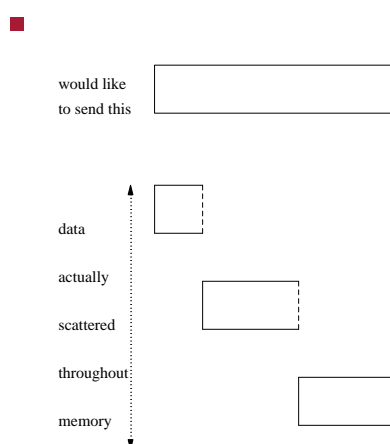 would like
to send this
data
actually
scattered
throughout
memory